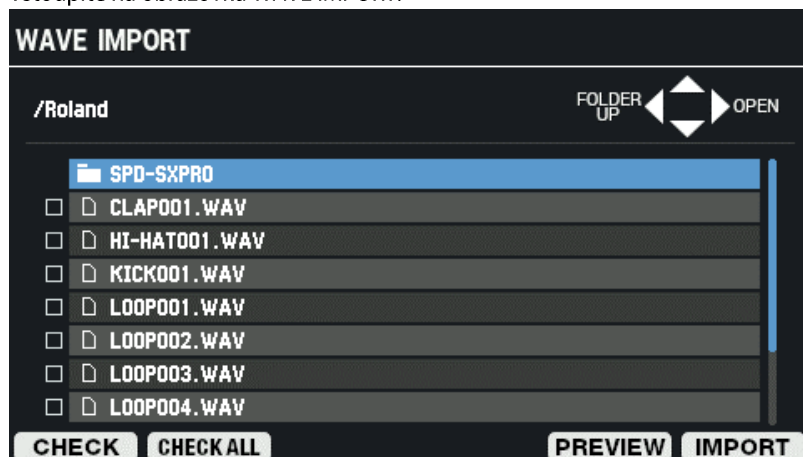 WAVE IMPORT
/Roland
FOLDER UP
OPEN
SPD-SXPRO
CLAP001.WAV
HI-HAT001.WAV
KICK001.WAV
LOOP001.WAV
LOOP002.WAV
LOOP003.WAV
LOOP004.WAV
CHECK CHECK ALL PREVIEW IMPORT